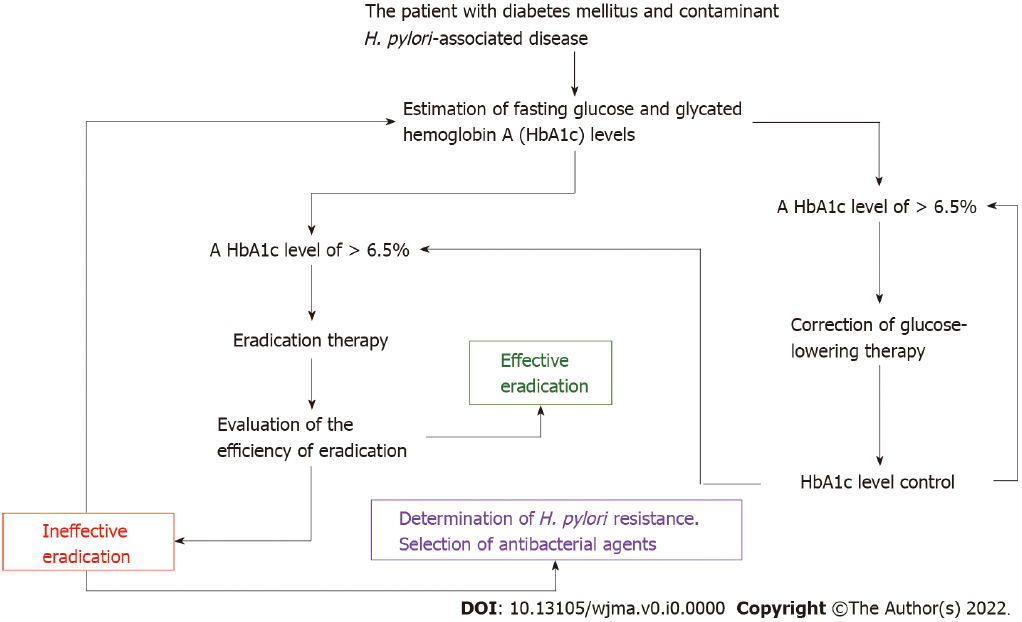 The patient with diabetes mellitus and contaminant
H. pylori-associated disease
Estimation of fasting glucose and glycated
hemoglobin A (HbA1c) levels
A HbA1c level of > 6.5%
A HbA1c level of > 6.5%
Eradication therapy
Correction of glucose-
lowering therapy
Effective
eradication
Evaluation of the
efficiency of eradication
HbA1c level control
Ineffective
eradication
Determination of H. pylori resistance.
Selection of antibacterial agents
DOI: 10.13105/wjma.v0.i0.0000 Copyright ©The Author(s) 2022.